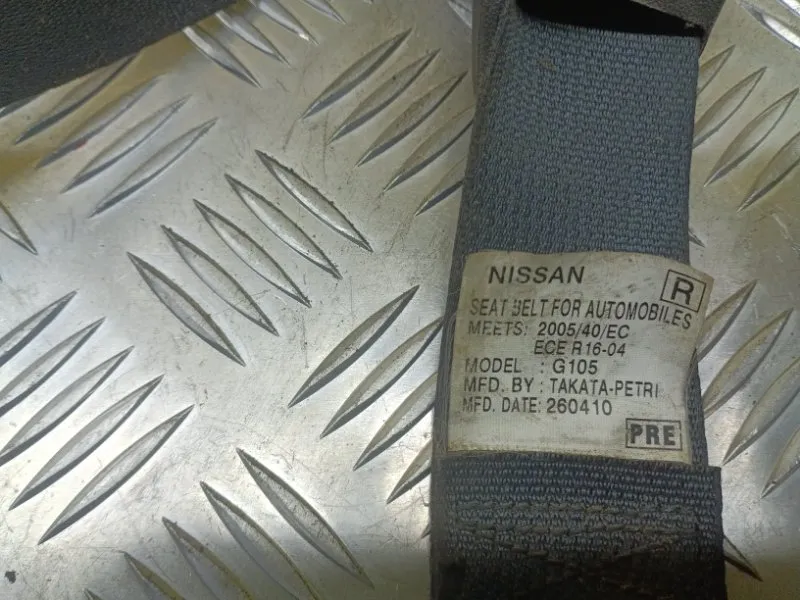 NISSAN R
SEAT BELT FOR AUTOMOBILES
MEETS: 2005/40/EC
ECE R16-04
MODEL : G105
MFD. BY : TAKATA-PETRI
MFD. DATE: 260410
PRE